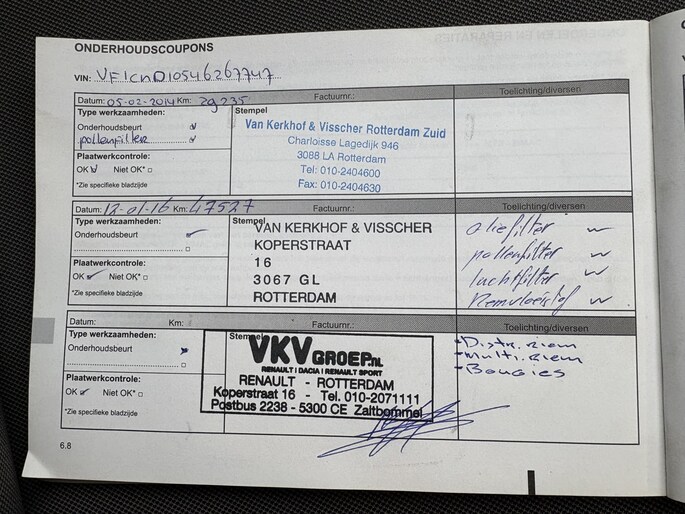 ONDERHOUDSCOUPONS
VIN: VF1CND10546267747
Datum: 05-02-2014 Km: 29235 Factuurnr.: Toelichting/diversen
Type werkzaamheden: Stempel
Onderhoudsbeurt
pollenfilter
Plaatwerkcontrole:
OK Niet OK*
*Zie specifieke bladzijde
Van Kerkhof & Visscher Rotterdam Zuid
Charloisse Lagedijk 946
3088 LA Rotterdam
Tel: 010-2404600
Fax: 010-2404630
Datum: 12-01-16 Km: 47527 Factuurnr.: Toelichting/diversen
Type werkzaamheden: Stempel
Onderhoudsbeurt
Plaatwerkcontrole:
OK Niet OK*
*Zie specifieke bladzijde
VAN KERKHOF & VISSCHER
KOPERSTRAAT
16
3067 GL
ROTTERDAM
oliefilter
pollenfilter
luchtfilter
Remvloeistof
Datum: Km: Factuurnr.: Toelichting/diversen
Type werkzaamheden: Stempel
Onderhoudsbeurt
Plaatwerkcontrole:
OK Niet OK*
*Zie specifieke bladzijde
VKV GROEP.nl
RENAULT | DACIA | RENAULT SPORT
RENAULT - ROTTERDAM
Koperstraat 16 - Tel. 010-2071111
Postbus 2238 - 5300 CE Zaltbommel
- Distr. riem
- Multi. riem
- Bougies
6.8